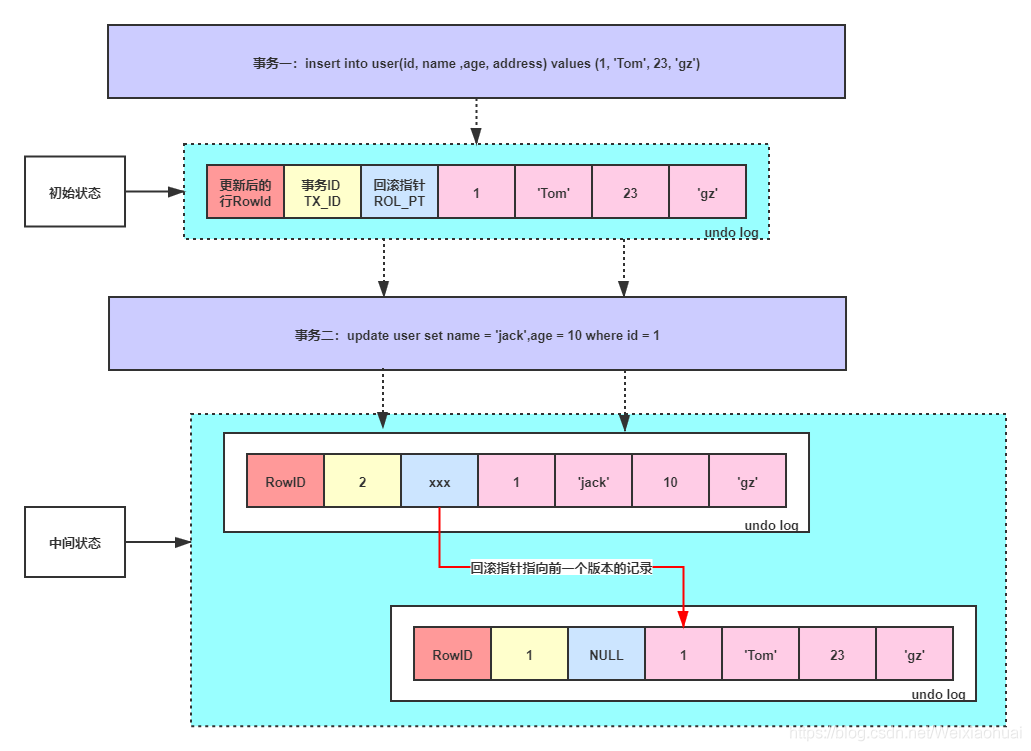 事务一：insert into user(id, name ,age, address) values (1, 'Tom', 23, 'gz')
初始状态
更新后的
行RowId
事务ID
TX_ID
回滚指针
ROL_PT
1
'Tom'
23
'gz'
undo log
事务二：update user set name = 'jack',age = 10 where id = 1
RowID
2
xxx
1
'jack'
10
'gz'
undo log
中间状态
回滚指针指向前一个版本的记录
RowID
1
NULL
1
'Tom'
23
'gz'
undo log
https://blog.csdn.net/Weixiaohuai